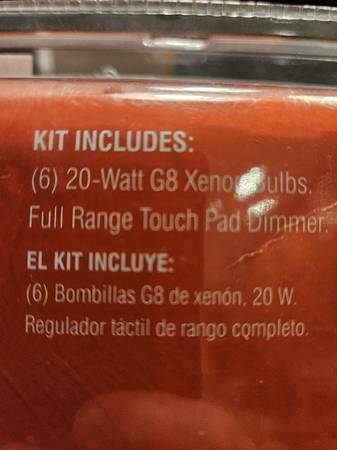 KIT INCLUDES:
(6) 20-Watt G8 Xenon Bulbs.
Full Range Touch Pad Dimmer.
EL KIT INCLUYE:
(6) Bombillas G8 de xenón, 20 W.
Regulador táctil de rango completo.